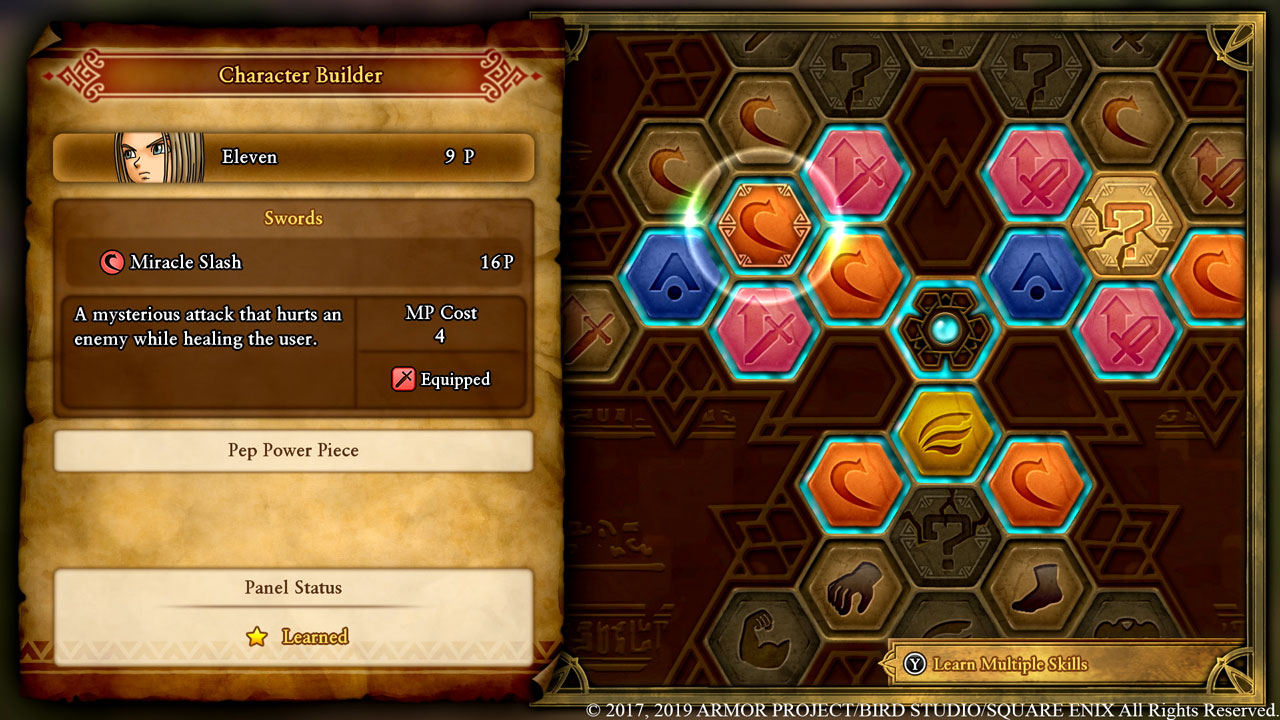 Character Builder
Eleven 9 P
Swords
Miracle Slash 16P
A mysterious attack that hurts an
enemy while healing the user.
MP Cost
4
Equipped
Pep Power Piece
Panel Status
Learned
Y Learn Multiple Skills
© 2017, 2019 ARMOR PROJECT/BIRD STUDIO/SQUARE ENIX All Rights Reserved